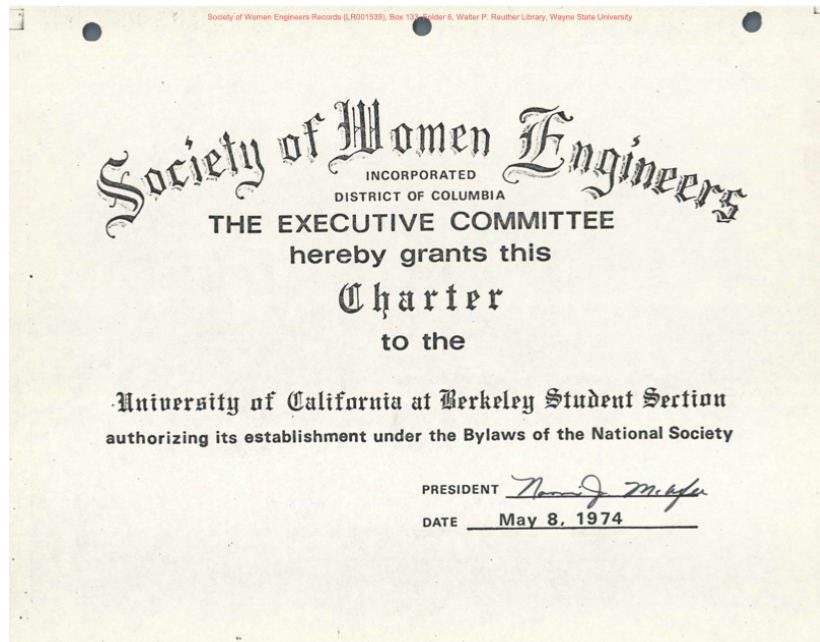 Society of Women Engineers Records (LR001539), Box 133, Folder 6, Walter P. Reuther Library, Wayne State University
Society of Women Engineers
INCORPORATED
DISTRICT OF COLUMBIA
THE EXECUTIVE COMMITTEE
hereby grants this
Charter
to the
University of California at Berkeley Student Section
authorizing its establishment under the Bylaws of the National Society
PRESIDENT
DATE May 8, 1974